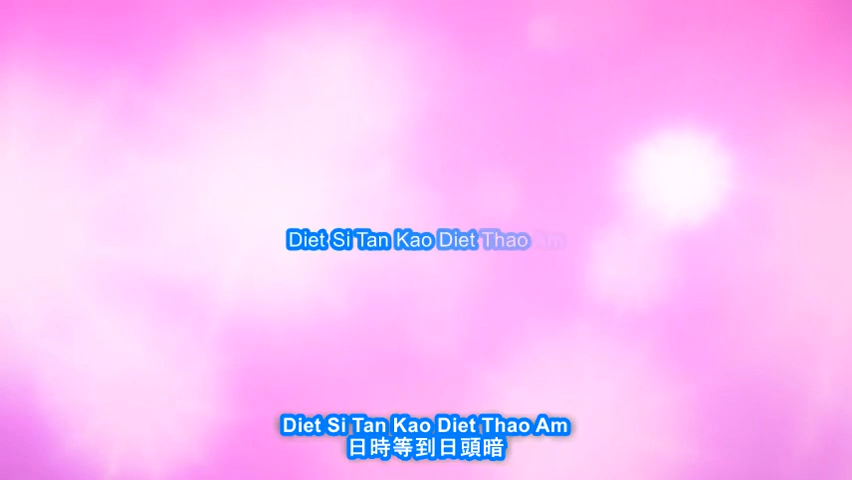 Diet Si Tan Kao Diet Thao Am
Diet Si Tan Kao Diet Thao Am
日時等到日頭暗